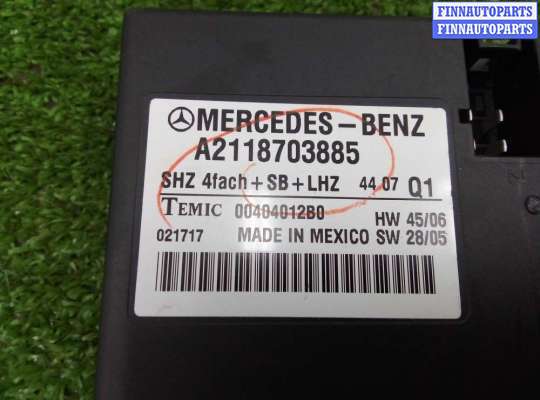 FINNAUTOPARTS
FINNAUTOPARTS
MERCEDES-BENZ
A2118703885
SHZ 4fach+SB+LHZ 44 07 Q1
TEMIC 00404012B0 HW 45/06
021717 MADE IN MEXICO SW 28/05